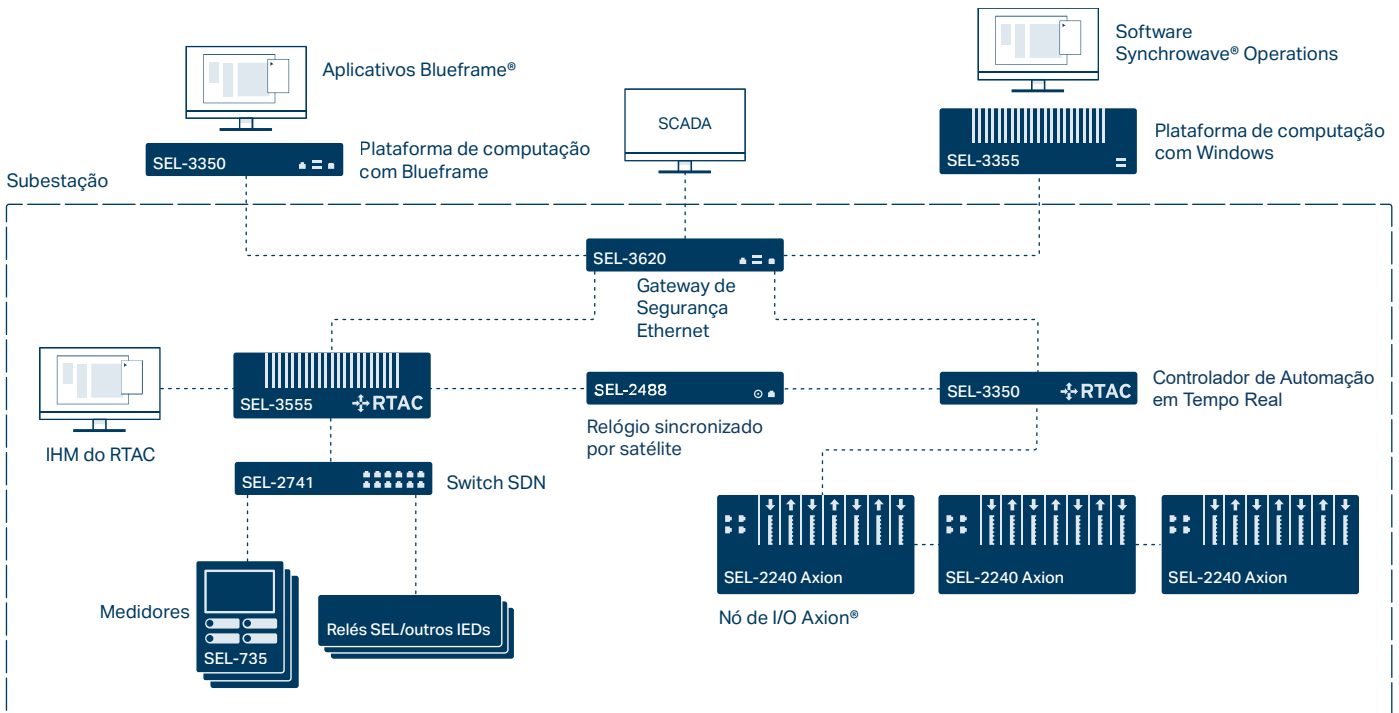 Software
Synchrowave® Operations
Aplicativos Blueframe®
SCADA
SEL-3350
Plataforma de computação
com Blueframe
SEL-3355
Plataforma de computação
com Windows
Subestação
SEL-3620
Gateway de
Segurança
Ethernet
IHM do RTAC
SEL-3555
RTAC
SEL-2488
Relógio sincronizado
por satélite
SEL-3350
RTAC
Controlador de Automação
em Tempo Real
SEL-2741
Switch SDN
SEL-2240 Axion
SEL-2240 Axion
SEL-2240 Axion
Nó de I/O Axion®
Medidores
SEL-735
Relés SEL/outros IEDs